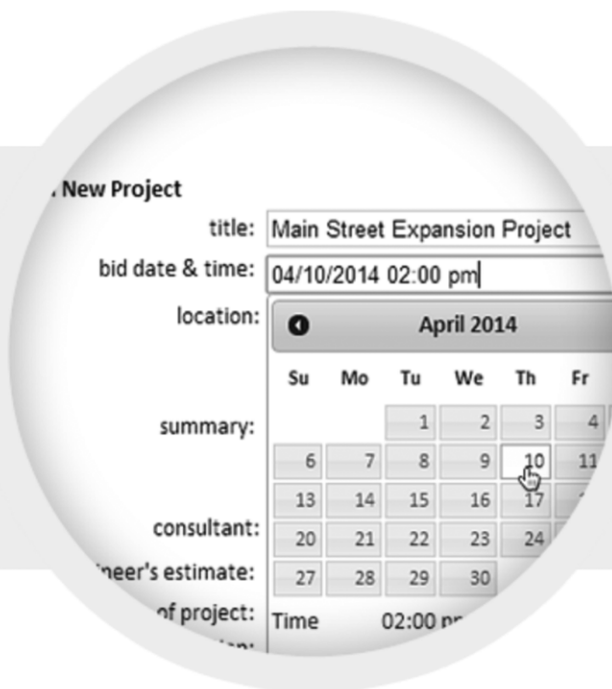 New Project
title: Main Street Expansion Project
bid date & time: 04/10/2014 02:00 pm
location:
April 2014
Su Mo Tu We Th Fr
1 2 3 4
summary:
6 7 8 9 10 11
13 14 15 16 17
consultant:
20 21 22 23 24
neer's estimate:
27 28 29 30
of project:
Time 02:00